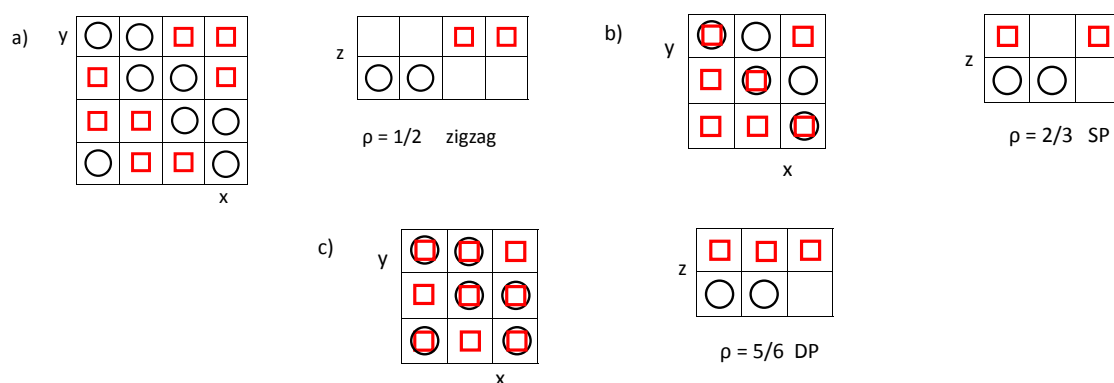 a)
y
x
z
ρ = 1/2 zigzag
b)
y
x
z
ρ = 2/3 SP
c)
y
x
z
ρ = 5/6 DP